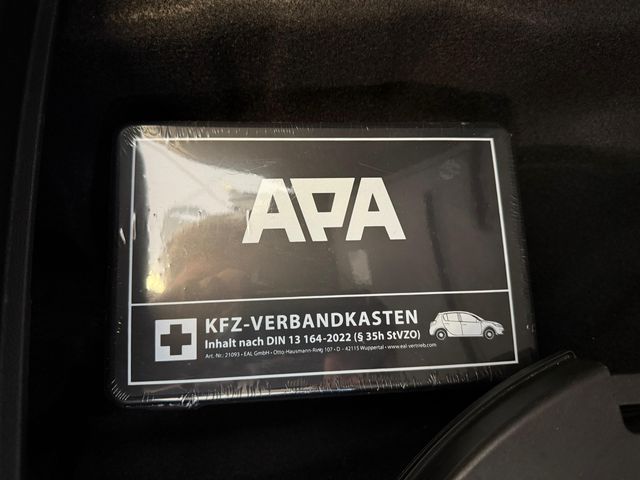 APA
KFZ-VERBANDKASTEN
Inhalt nach DIN 13 164-2022 (§ 35h StVZO)
Art. Nr.: 21093 • EAL GmbH • Otto-Hausmann-Ring 107 • D - 42115 Wuppertal • www.eal-vertrieb.com